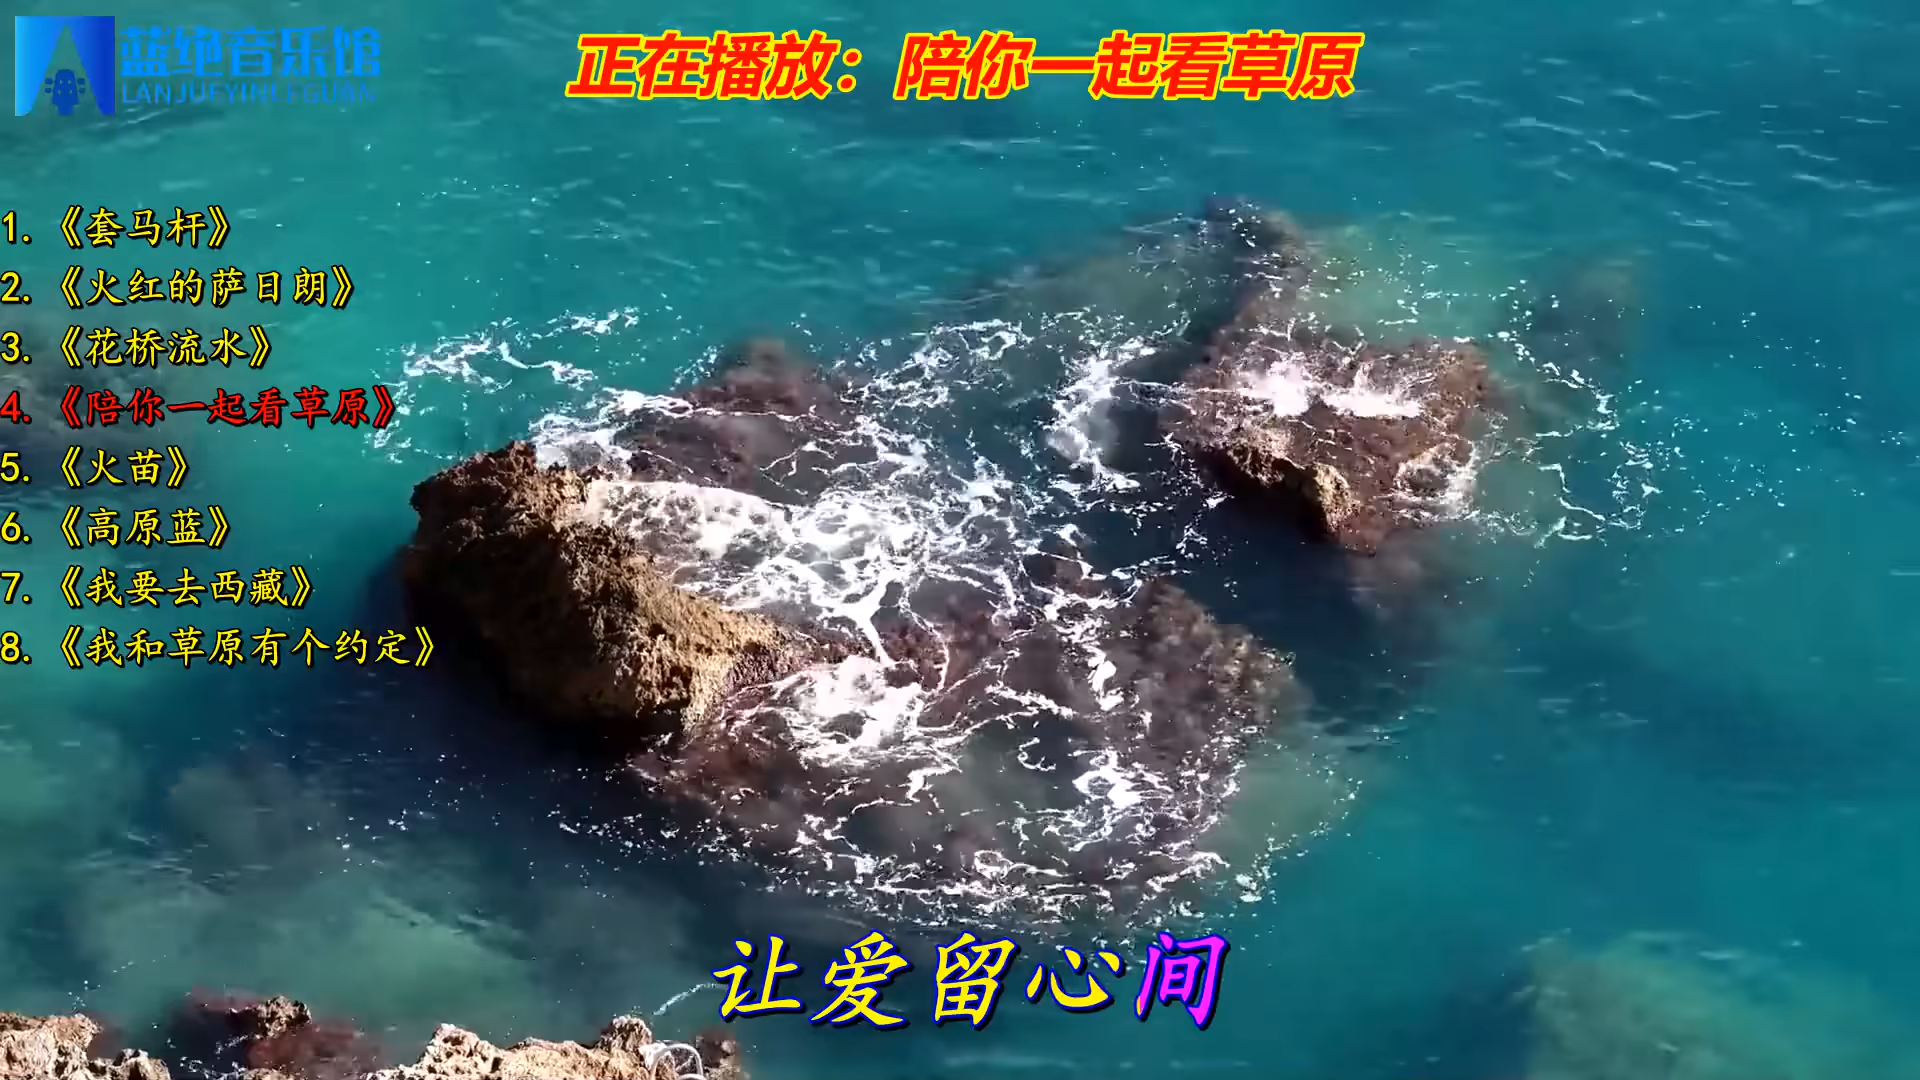 蓝绝音乐馆
LANJUEYINLEGUAN
正在播放：陪你一起看草原
1. 《套马杆》
2. 《火红的萨日朗》
3. 《花桥流水》
4. 《陪你一起看草原》
5. 《火苗》
6. 《高原蓝》
7. 《我要去西藏》
8. 《我和草原有个约定》
让爱留心间